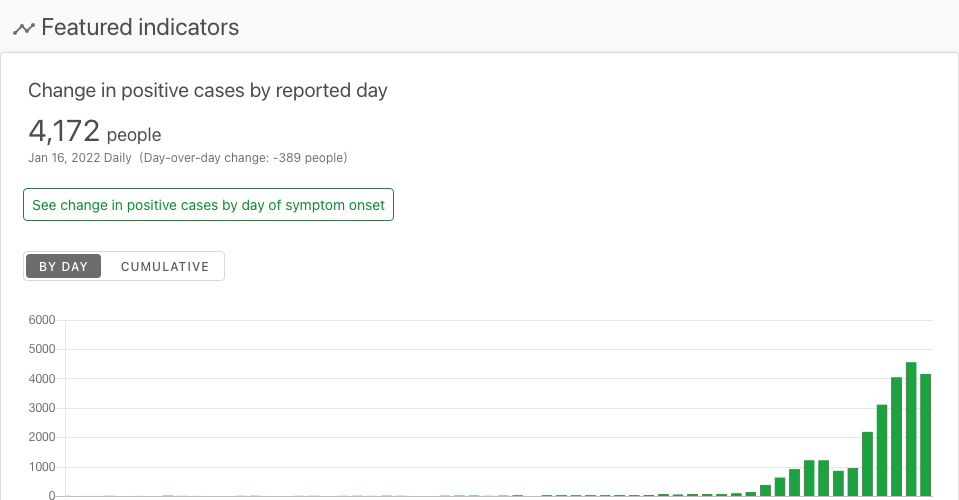 Featured indicators
Change in positive cases by reported day
4,172 people
Jan 16, 2022 Daily (Day-over-day change: -389 people)
See change in positive cases by day of symptom onset
BY DAY CUMULATIVE
6000
5000
4000
3000
2000
1000
0